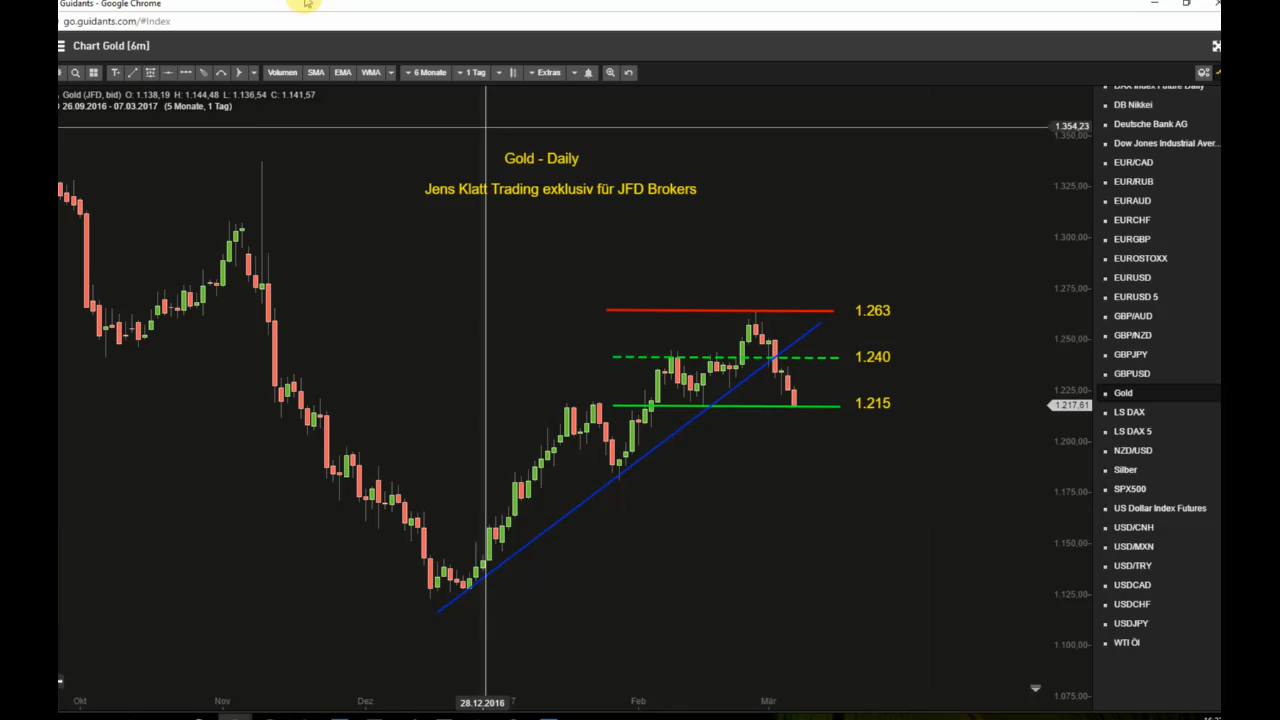 Guidants - Google Chrome
go.guidants.com/#Index
Chart Gold [6m]
T+ Volumen SMA EMA WMA 6 Monate 1 Tag Extras
Gold (JFD, bid) O: 1.138,19 H: 1.144,48 L: 1.136,54 C: 1.141,57
26.09.2016 - 07.03.2017 (5 Monate, 1 Tag)
Gold - Daily
Jens Klatt Trading exklusiv für JFD Brokers
1.263
1.240
1.215
1.354,23
1.350,00
1.325,00
1.300,00
1.275,00
1.250,00
1.225,00
1.217,61
1.200,00
1.175,00
1.150,00
1.125,00
1.100,00
1.075,00
Okt Nov Dez 28.12.2016 7 Feb Mär
DAX Index Future Daily
DB Nikkei
Deutsche Bank AG
Dow Jones Industrial Aver...
EUR/CAD
EUR/RUB
EURAUD
EURCHF
EURGBP
EUROSTOXX
EURUSD
EURUSD 5
GBP/AUD
GBP/NZD
GBPJPY
GBPUSD
Gold
LS DAX
LS DAX 5
NZD/USD
Silber
SPX500
US Dollar Index Futures
USD/CNH
USD/MXN
USD/TRY
USDCAD
USDCHF
USDJPY
WTI Öl